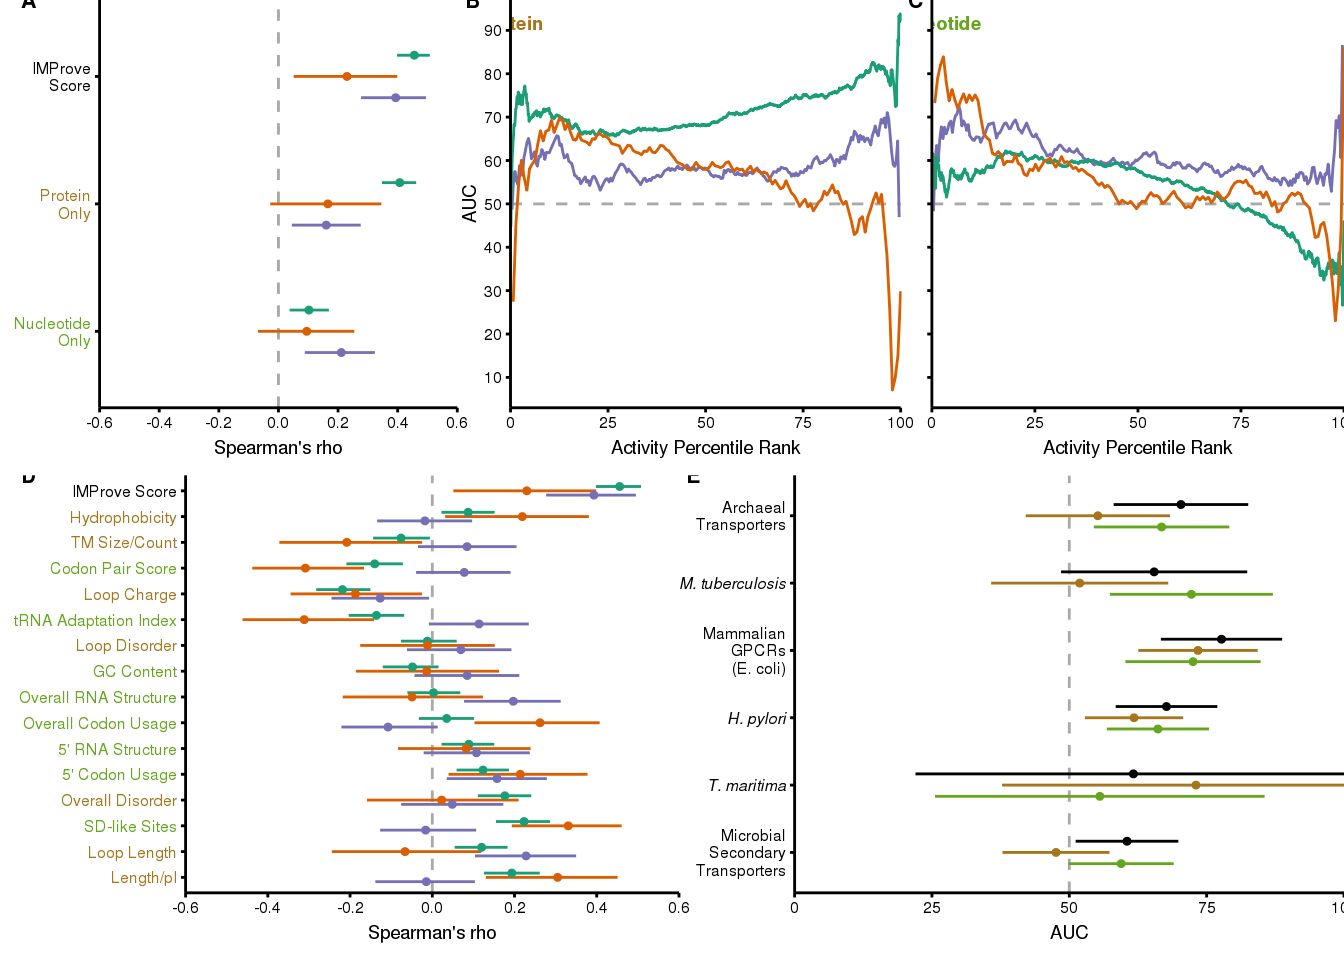 A
IMProve
Score
Protein
Only
Nucleotide
Only
-0.6 -0.4 -0.2 0.0 0.2 0.4 0.6
Spearman's rho
B
tein
AUC
90
80
70
60
50
40
30
20
10
0 25 50 75 100
Activity Percentile Rank
C
eotide
0 25 50 75 10
Activity Percentile Rank
D
IMProve Score
Hydrophobicity
TM Size/Count
Codon Pair Score
Loop Charge
tRNA Adaptation Index
Loop Disorder
GC Content
Overall RNA Structure
Overall Codon Usage
5' RNA Structure
5' Codon Usage
Overall Disorder
SD-like Sites
Loop Length
Length/pI
-0.6 -0.4 -0.2 0.0 0.2 0.4 0.6
Spearman's rho
E
Archaeal
Transporters
M. tuberculosis
Mammalian
GPCRs
(E. coli)
H. pylori
T. maritima
Microbial
Secondary
Transporters
0 25 50 75 10
AUC